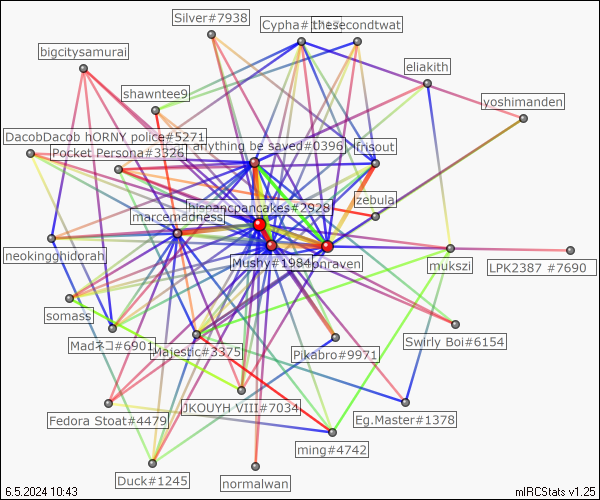 Silver#7938
Cypha#
thesecondtwat
bigcitysamurai
eliakith
shawntee9
yoshimanden
DacobDacob hORNY police#5271
anything be saved#0396
frisout
Pocket Persona#3326
zebula
hispancpancakes#2928
marcemadness
neokingghidorah
Mushy#1984
onraven
mukszi
LPK2387 #7690
somass
Madネコ#6901
Majestic#3375
Pikabro#9971
Swirly Boi#6154
JKOUYH VIII#7034
Eg.Master#1378
Fedora Stoat#4479
ming#4742
Duck#1245
normalwan
6.5.2024 10:43
mIRCStats v1.25